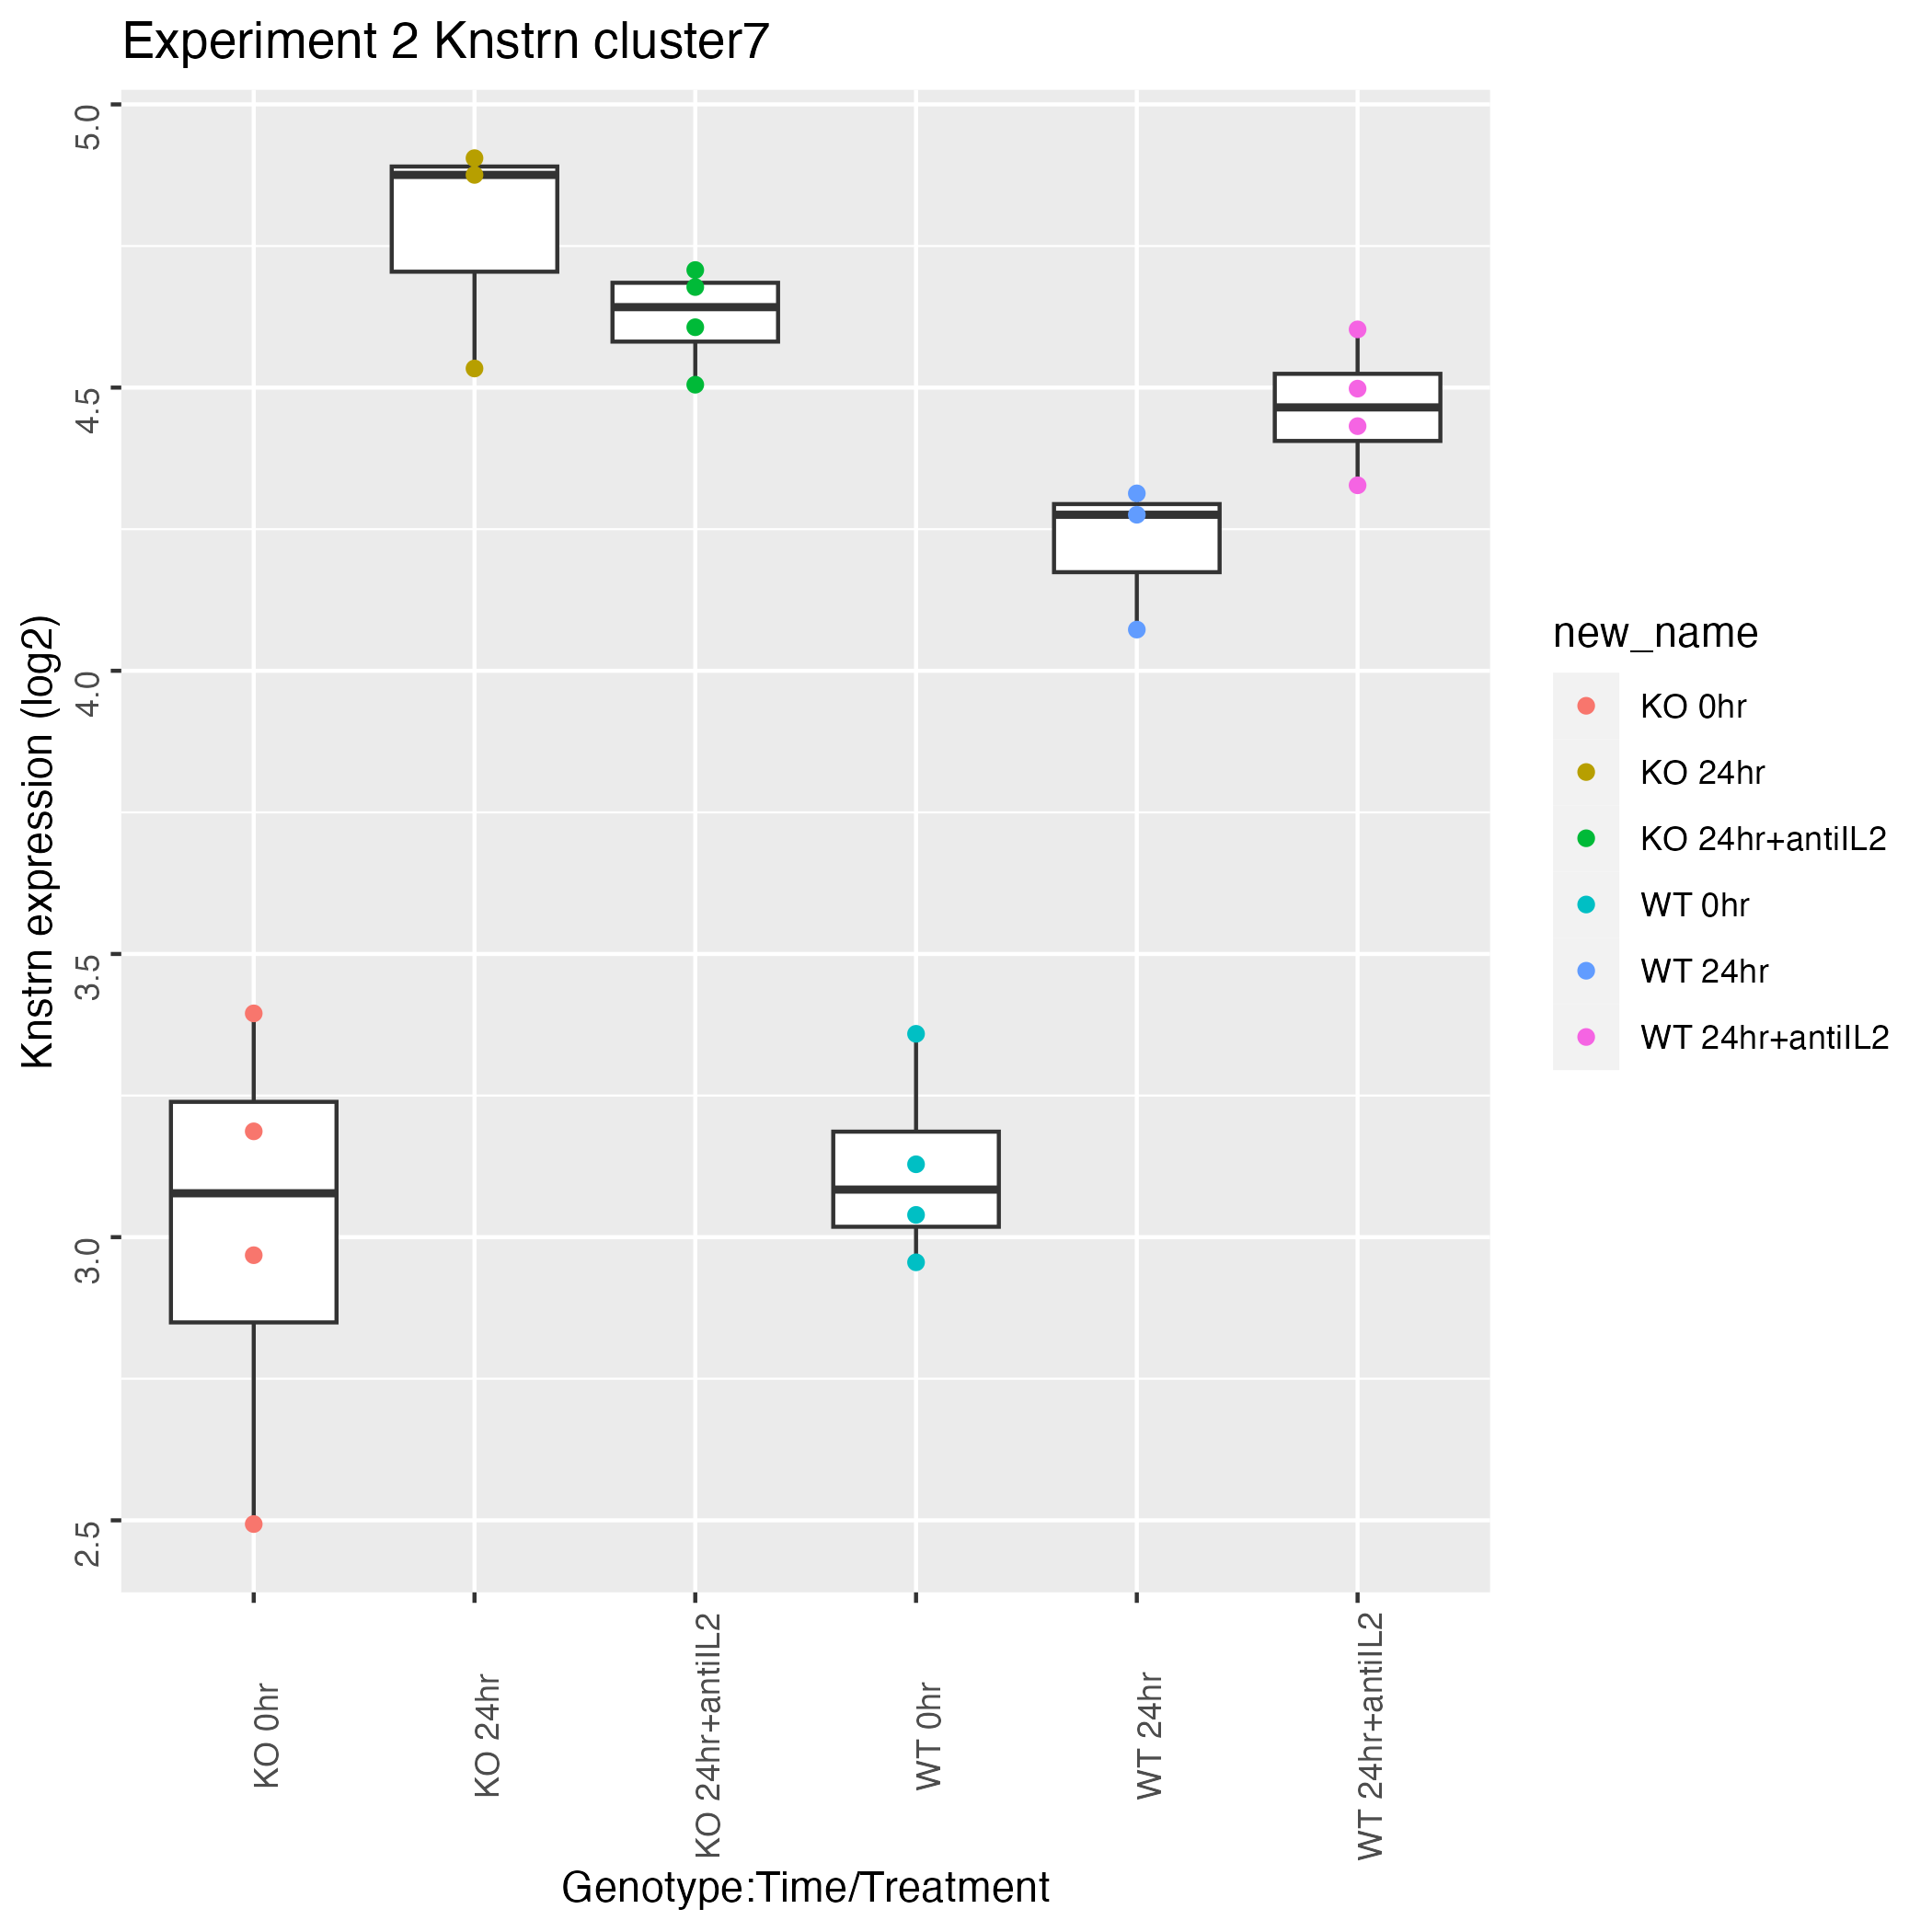 Experiment 2 Knstrn cluster7
Knstrn expression (log2)
5.0
4.5
4.0
3.5
3.0
2.5
KO 0hr
KO 24hr
KO 24hr+antiIL2
WT 0hr
WT 24hr
WT 24hr+antiIL2
Genotype:Time/Treatment
new_name
KO 0hr
KO 24hr
KO 24hr+antiIL2
WT 0hr
WT 24hr
WT 24hr+antiIL2